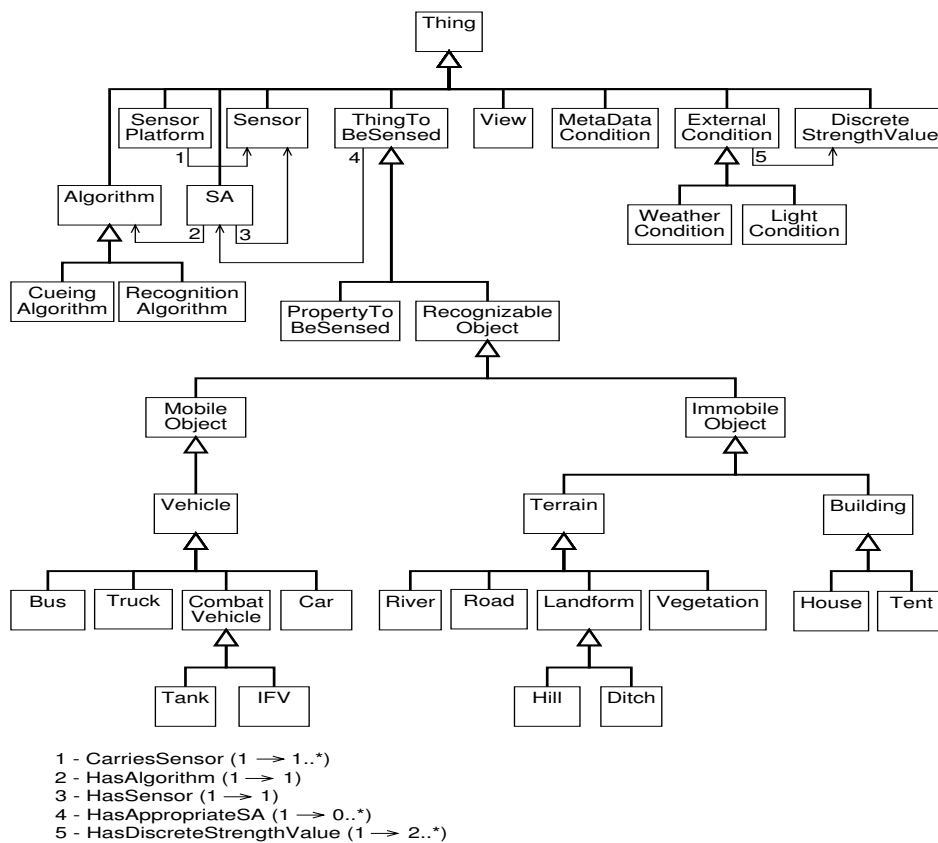 Thing
Sensor
Platform
Sensor
ThingTo
BeSensed
View
MetaData
Condition
External
Condition
Discrete
StrengthValue
1
4
5
Algorithm
SA
2
3
Weather
Condition
Light
Condition
Cueing
Algorithm
Recognition
Algorithm
PropertyTo
BeSensed
Recognizable
Object
Mobile
Object
Immobile
Object
Vehicle
Terrain
Building
Bus
Truck
Combat
Vehicle
Car
River
Road
Landform
Vegetation
House
Tent
Tank
IFV
Hill
Ditch
1 - CarriesSensor (1 → 1..*)
2 - HasAlgorithm (1 → 1)
3 - HasSensor (1 → 1)
4 - HasAppropriateSA (1 → 0..*)
5 - HasDiscreteStrengthValue (1 → 2..*)